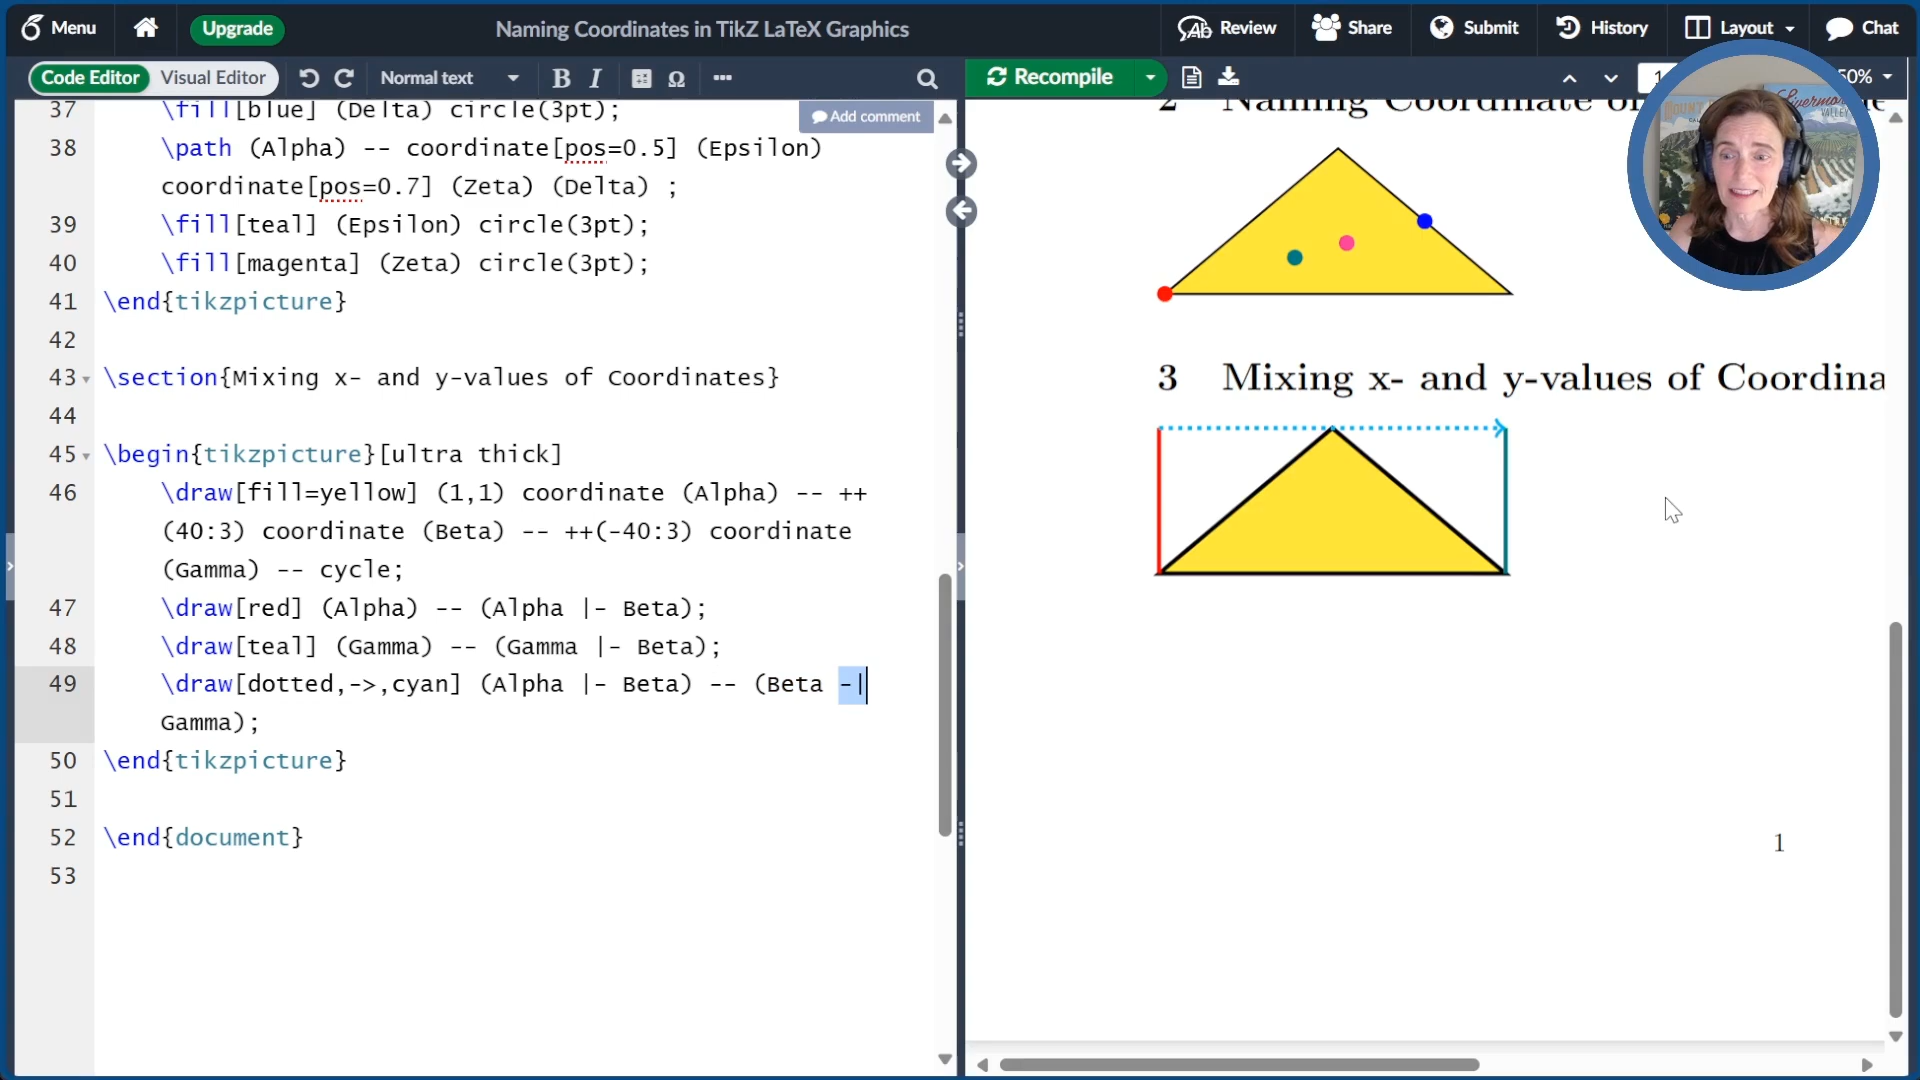 Menu
Upgrade
Naming Coordinates in TikZ LaTeX Graphics
Review
Share
Submit
History
Layout
Chat
Code Editor
Visual Editor
Normal text
B I Ω
Recompile
1
50%
Add comment
37 \fill[blue] (Delta) circle(3pt);
38 \path (Alpha) -- coordinate[pos=0.5] (Epsilon)
coordinate[pos=0.7] (Zeta) (Delta) ;
39 \fill[teal] (Epsilon) circle(3pt);
40 \fill[magenta] (Zeta) circle(3pt);
41 \end{tikzpicture}
42
43 \section{Mixing x- and y-values of Coordinates}
44
45 \begin{tikzpicture}[ultra thick]
46 \draw[fill=yellow] (1,1) coordinate (Alpha) -- ++
(40:3) coordinate (Beta) -- ++(-40:3) coordinate
(Gamma) -- cycle;
47 \draw[red] (Alpha) -- (Alpha |- Beta);
48 \draw[teal] (Gamma) -- (Gamma |- Beta);
49 \draw[dotted,->,cyan] (Alpha |- Beta) -- (Beta -|
Gamma);
50 \end{tikzpicture}
51
52 \end{document}
53
2 Naming Coordinate
3 Mixing x- and y-values of Coordina
1